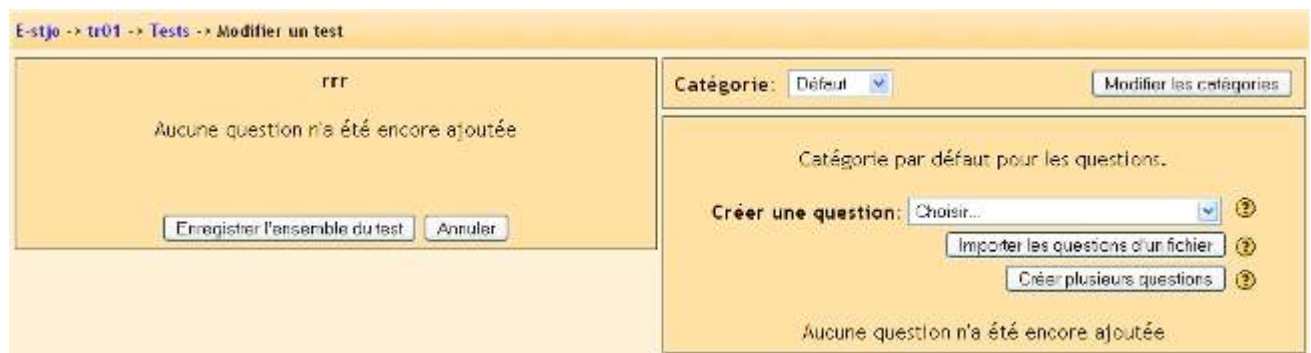 E-stjo -> tr01 -> Tests -> Modifier un test
rrr
Aucune question n'a été encore ajoutée
Enregistrer l'ensemble du test Annuler
Catégorie: Défaut Modifier les catégories
Catégorie par défaut pour les questions.
Créer une question: Choisir...
Importer les questions d'un fichier
Créer plusieurs questions
Aucune question n'a été encore ajoutée